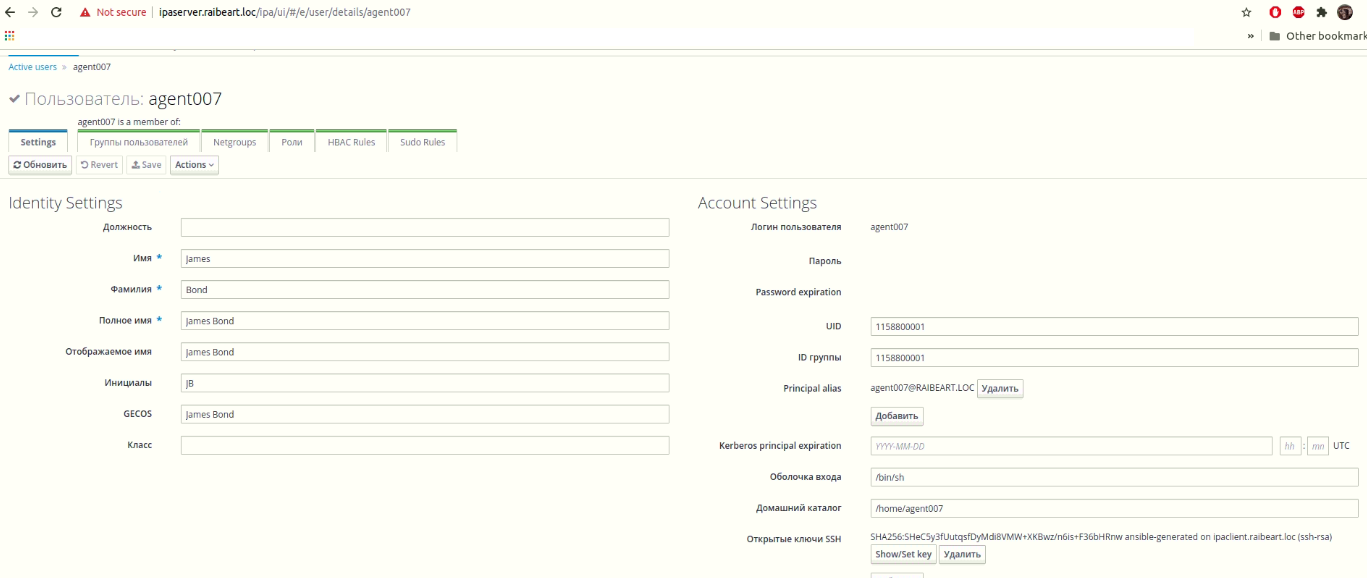 Not secure | ipaserver.raibeart.loc/ipa/ui/#/e/user/details/agent007
ABP
» Other bookmark
Active users » agent007
Пользователь: agent007
agent007 is a member of:
Settings Группы пользователей Netgroups Роли HBAC Rules Sudo Rules
Обновить Revert Save Actions
Identity Settings
Должность
Имя *
James
Фамилия *
Bond
Полное имя *
James Bond
Отображаемое имя
James Bond
Инициалы
JB
GECOS
James Bond
Класс
Account Settings
Логин пользователя
agent007
Пароль
Password expiration
UID
1158800001
ID группы
1158800001
Principal alias
agent007@RAIBEART.LOC Удалить
Добавить
Kerberos principal expiration
YYYY-MM-DD hh : mn UTC
Оболочка входа
/bin/sh
Домашний каталог
/home/agent007
Открытые ключи SSH
SHA256:SHeC5y3fUutqsfDyMdi8VMW+XKBwz/n6is+F36bHRnw ansible-generated on ipaclient.raibeart.loc (ssh-rsa)
Show/Set key Удалить